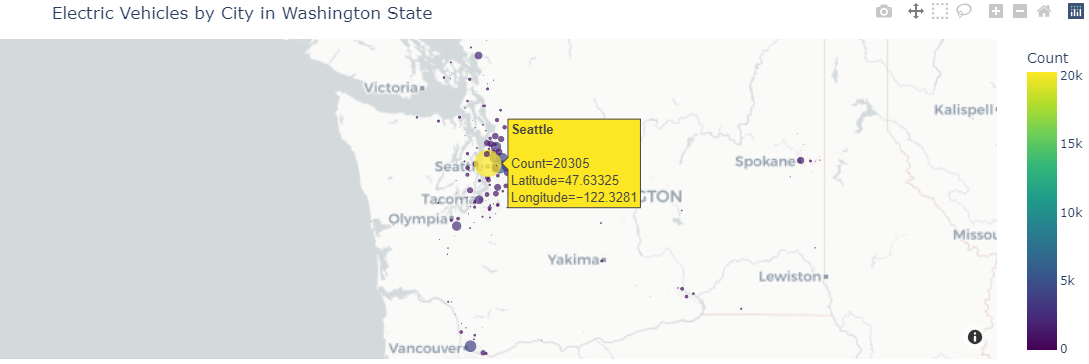 Electric Vehicles by City in Washington State
Count
20k
15k
10k
5k
0
Victoria
Kalispell
Seattle
Count=20305
Latitude=47.63325
Longitude=−122.3281
Seat
Spokane
Tacoma
GTON
Olympia
Missou
Yakima
Lewiston
Vancouver